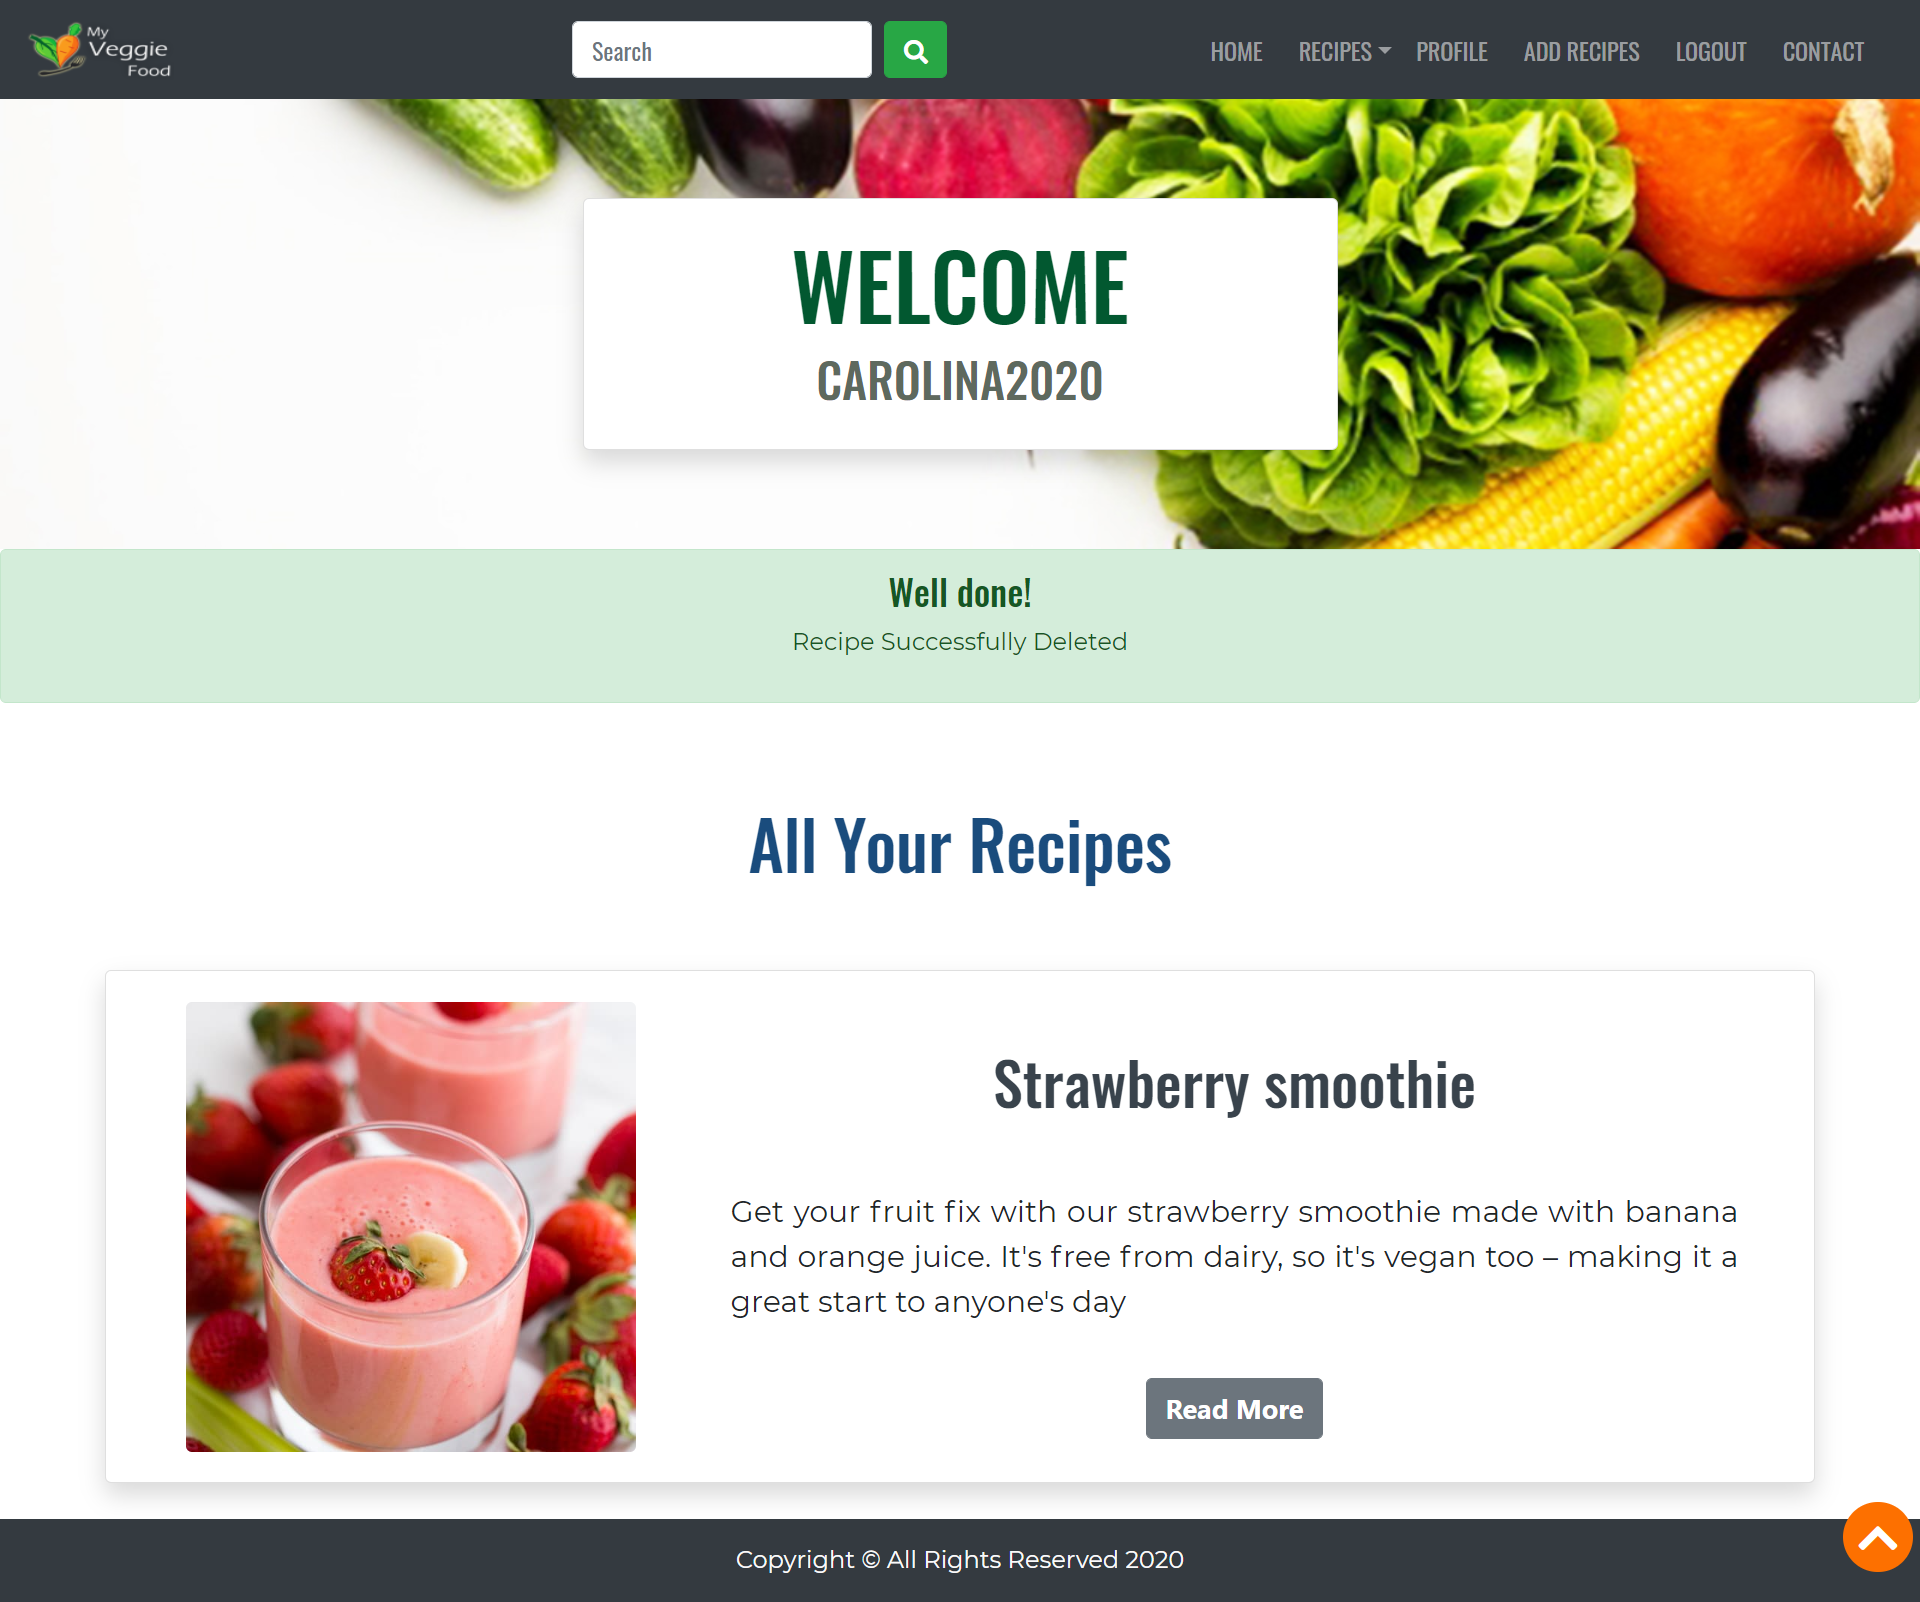 My
Veggie
Food
Search
HOME RECIPES PROFILE ADD RECIPES LOGOUT CONTACT
WELCOME
CAROLINA2020
Well done!
Recipe Successfully Deleted
All Your Recipes
Strawberry smoothie
Get your fruit fix with our strawberry smoothie made with banana
and orange juice. It's free from dairy, so it's vegan too – making it a
great start to anyone's day
Read More
Copyright © All Rights Reserved 2020